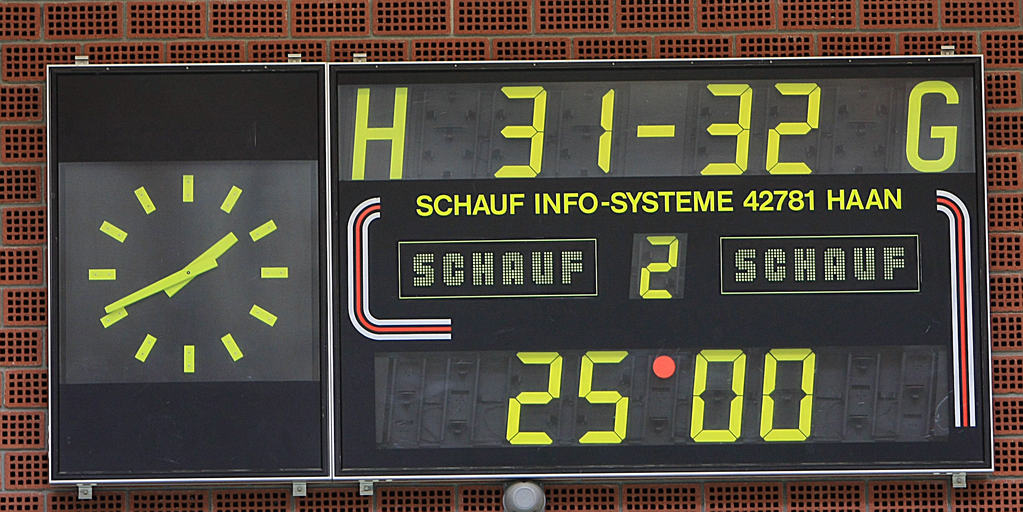 H 31-32 G
SCHAUF INFO-SYSTEME 42781 HAAN
SCHAUF 2 SCHAUF
25 00